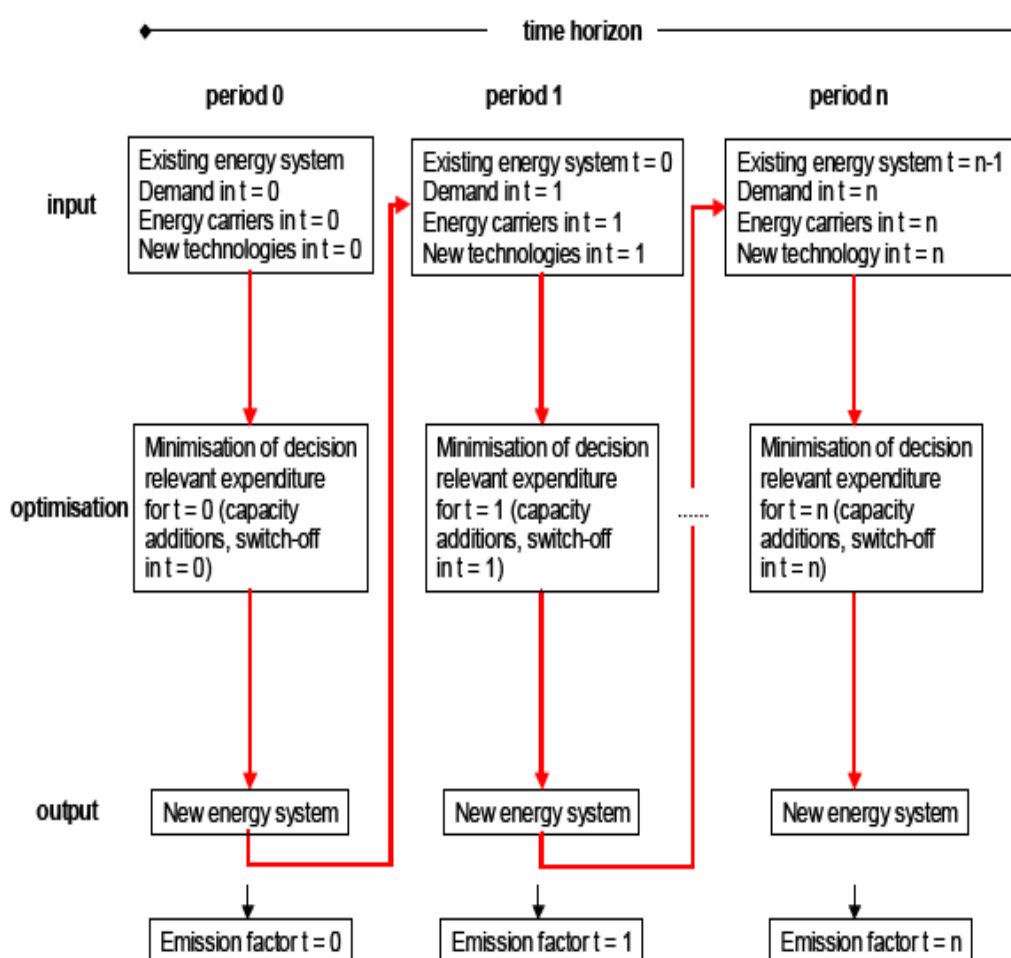 time horizon
period 0
period 1
period n
input
Existing energy system
Demand in t = 0
Energy carriers in t = 0
New technologies in t = 0
Existing energy system t = 0
Demand in t = 1
Energy carriers in t = 1
New technologies in t = 1
Existing energy system t = n-1
Demand in t = n
Energy carriers in t = n
New technology in t = n
optimisation
Minimisation of decision
relevant expenditure
for t = 0 (capacity
additions, switch-off
in t = 0)
Minimisation of decision
relevant expenditure
for t = 1 (capacity
additions, switch-off
in t = 1)
......
Minimisation of decision
relevant expenditure
for t = n (capacity
additions, switch-off
in t = n)
output
New energy system
New energy system
New energy system
Emission factor t = 0
Emission factor t = 1
Emission factor t = n